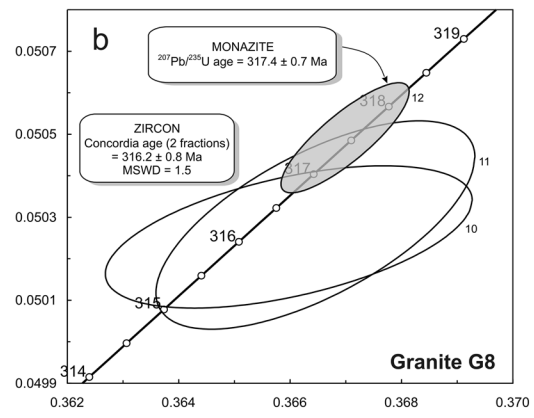 b
MONAZITE
207Pb/235U age = 317.4 ± 0.7 Ma
ZIRCON
Concordia age (2 fractions)
= 316.2 ± 0.8 Ma
MSWD = 1.5
319
318
12
317
11
316
10
315
314
Granite G8
0.0507
0.0505
0.0503
0.0501
0.0499
0.362
0.364
0.366
0.368
0.370